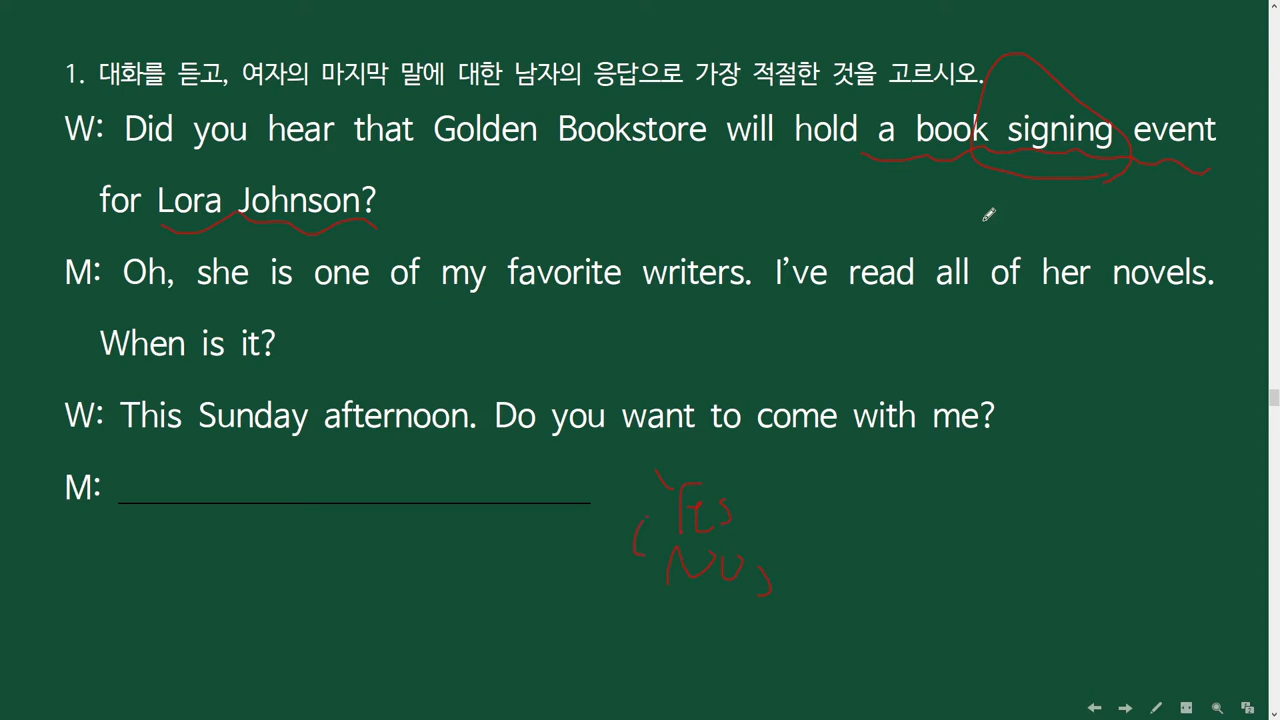 1. 대화를 듣고, 여자의 마지막 말에 대한 남자의 응답으로 가장 적절한 것을 고르시오.
W: Did you hear that Golden Bookstore will hold a book signing event
for Lora Johnson?
M: Oh, she is one of my favorite writers. I've read all of her novels.
When is it?
W: This Sunday afternoon. Do you want to come with me?
M:
Yes
No